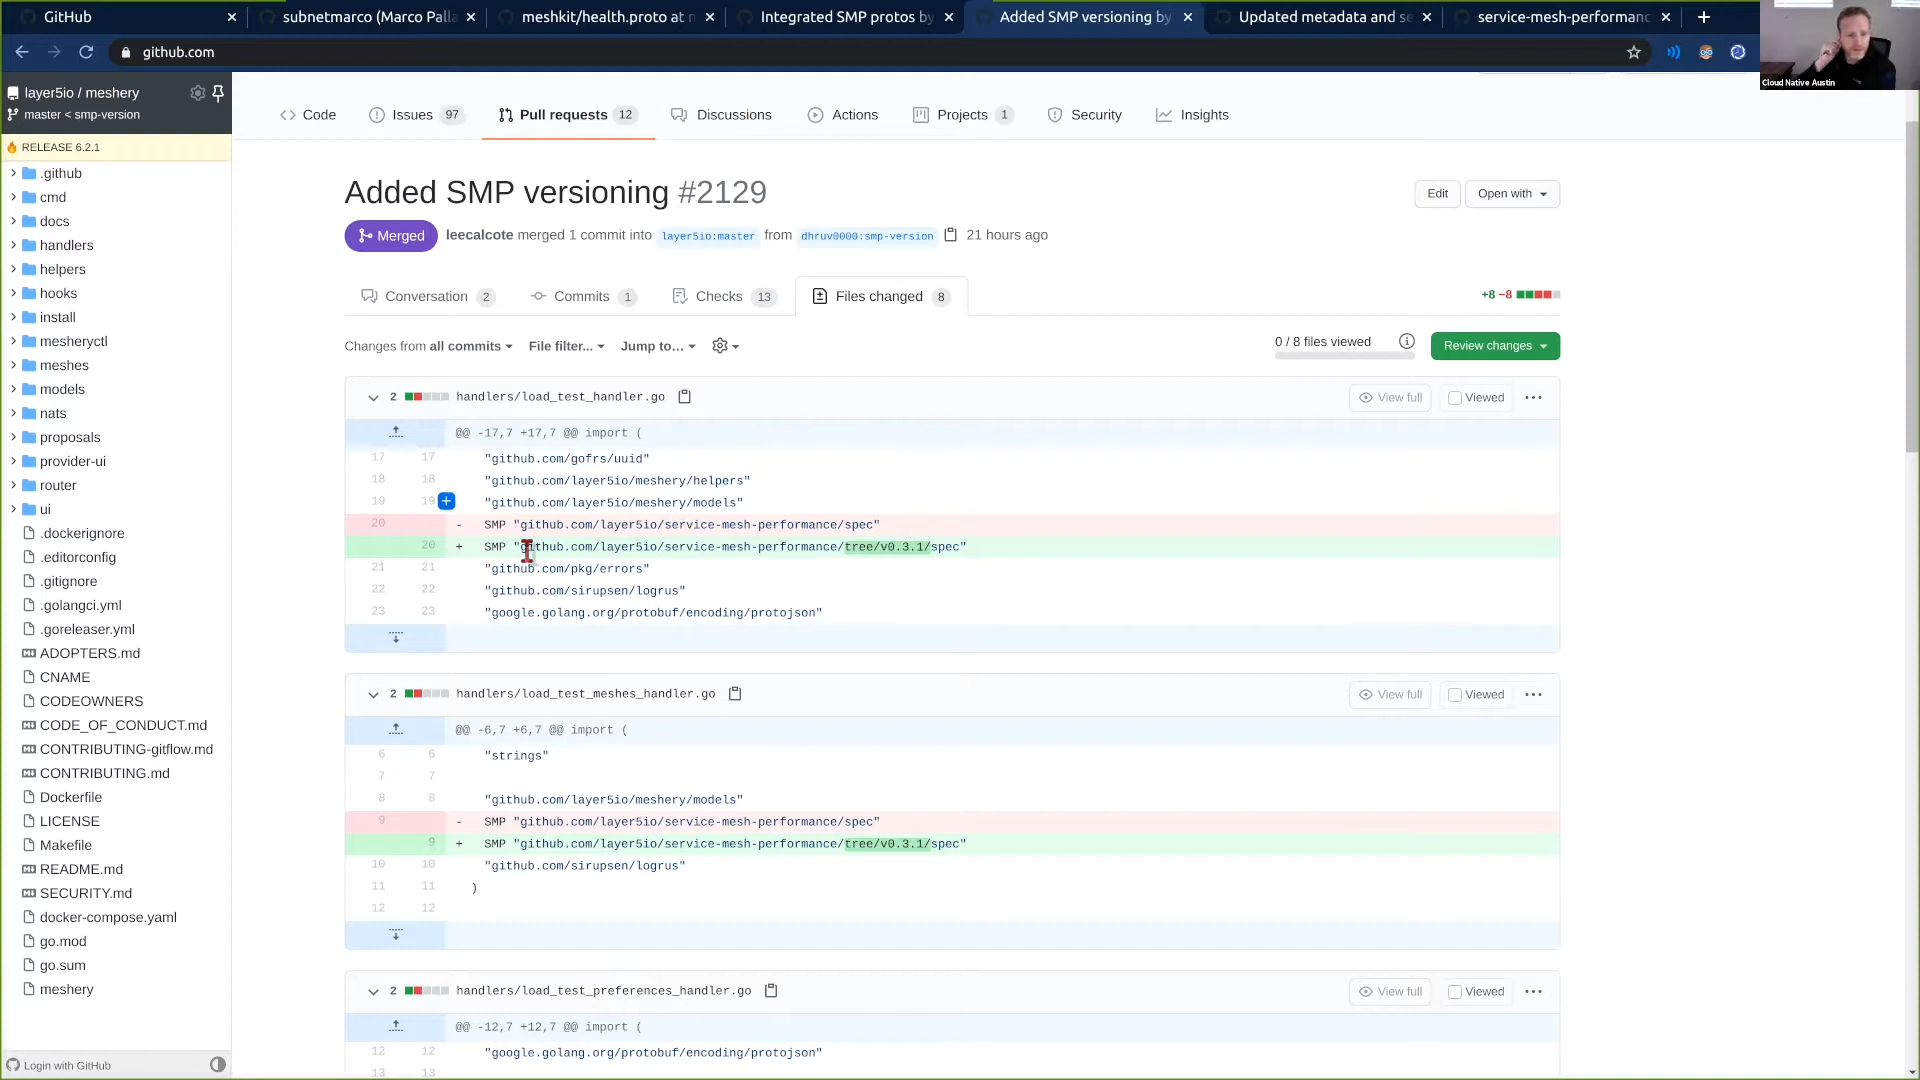 GitHub
subnetmarco (Marco Palla
meshkit/health.proto at m
Integrated SMP protos by
Added SMP versioning by
Updated metadata and se
service-mesh-performanc
github.com
Cloud Native Austin
layer5io / meshery
master < smp-version
RELEASE 6.2.1
.github
cmd
docs
handlers
helpers
hooks
install
mesheryctl
meshes
models
nats
proposals
provider-ui
router
ui
.dockerignore
.editorconfig
.gitignore
.golangci.yml
.goreleaser.yml
ADOPTERS.md
CNAME
CODEOWNERS
CODE_OF_CONDUCT.md
CONTRIBUTING-gitflow.md
CONTRIBUTING.md
Dockerfile
LICENSE
Makefile
README.md
SECURITY.md
docker-compose.yaml
go.mod
go.sum
meshery
Login with GitHub
Code Issues 97 Pull requests 12 Discussions Actions Projects 1 Security Insights
Added SMP versioning #2129
Edit Open with
Merged leecalcote merged 1 commit into layer5io:master from dhruv0000:smp-version 21 hours ago
Conversation 2 Commits 1 Checks 13 Files changed 8
+8 −8
Changes from all commits File filter... Jump to… 0 / 8 files viewed Review changes
2 handlers/load_test_handler.go View full Viewed
@@ -17,7 +17,7 @@ import (
17 17 "github.com/gofrs/uuid"
18 18 "github.com/layer5io/meshery/helpers"
19 19 "github.com/layer5io/meshery/models"
20 - SMP "github.com/layer5io/service-mesh-performance/spec"
20 + SMP "github.com/layer5io/service-mesh-performance/tree/v0.3.1/spec"
21 21 "github.com/pkg/errors"
22 22 "github.com/sirupsen/logrus"
23 23 "google.golang.org/protobuf/encoding/protojson"
2 handlers/load_test_meshes_handler.go View full Viewed
@@ -6,7 +6,7 @@ import (
6 6 "strings"
7 7
8 8 "github.com/layer5io/meshery/models"
9 - SMP "github.com/layer5io/service-mesh-performance/spec"
9 + SMP "github.com/layer5io/service-mesh-performance/tree/v0.3.1/spec"
10 10 "github.com/sirupsen/logrus"
11 11 )
12 12
2 handlers/load_test_preferences_handler.go View full Viewed
@@ -12,7 +12,7 @@ import (
12 12 "google.golang.org/protobuf/encoding/protojson"
13 13